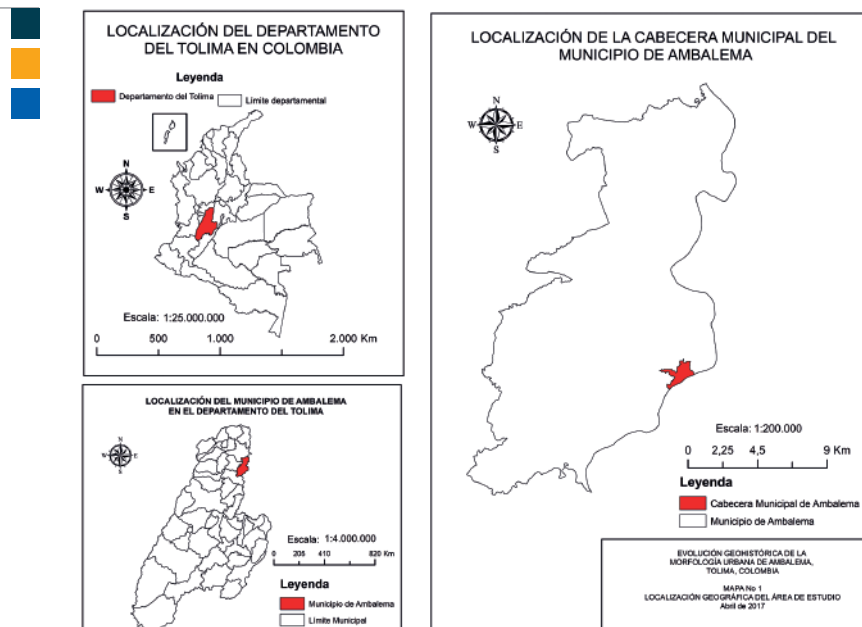 LOCALIZACIÓN DEL DEPARTAMENTO
DEL TOLIMA EN COLOMBIA
Leyenda
Departamento del Tolima
Límite departamental
N
W E
S
Escala: 1:25.000.000
0 500 1.000 2.000 Km
LOCALIZACIÓN DEL MUNICIPIO DE AMBALEMA
EN EL DEPARTAMENTO DEL TOLIMA
N
W E
S
Escala: 1:4.000.000
0 205 410 820 Km
Leyenda
Municipio de Ambalema
Límite Municipal
LOCALIZACIÓN DE LA CABECERA MUNICIPAL DEL
MUNICIPIO DE AMBALEMA
N
W E
S
Escala: 1:200.000
0 2,25 4,5 9 Km
Leyenda
Cabecera Municipal de Ambalema
Municipio de Ambalema
EVOLUCIÓN GEOHISTÓRICA DE LA
MORFOLOGÍA URBANA DE AMBALEMA,
TOLIMA, COLOMBIA
MAPA No 1
LOCALIZACIÓN GEOGRÁFICA DEL ÁREA DE ESTUDIO
Abril de 2017